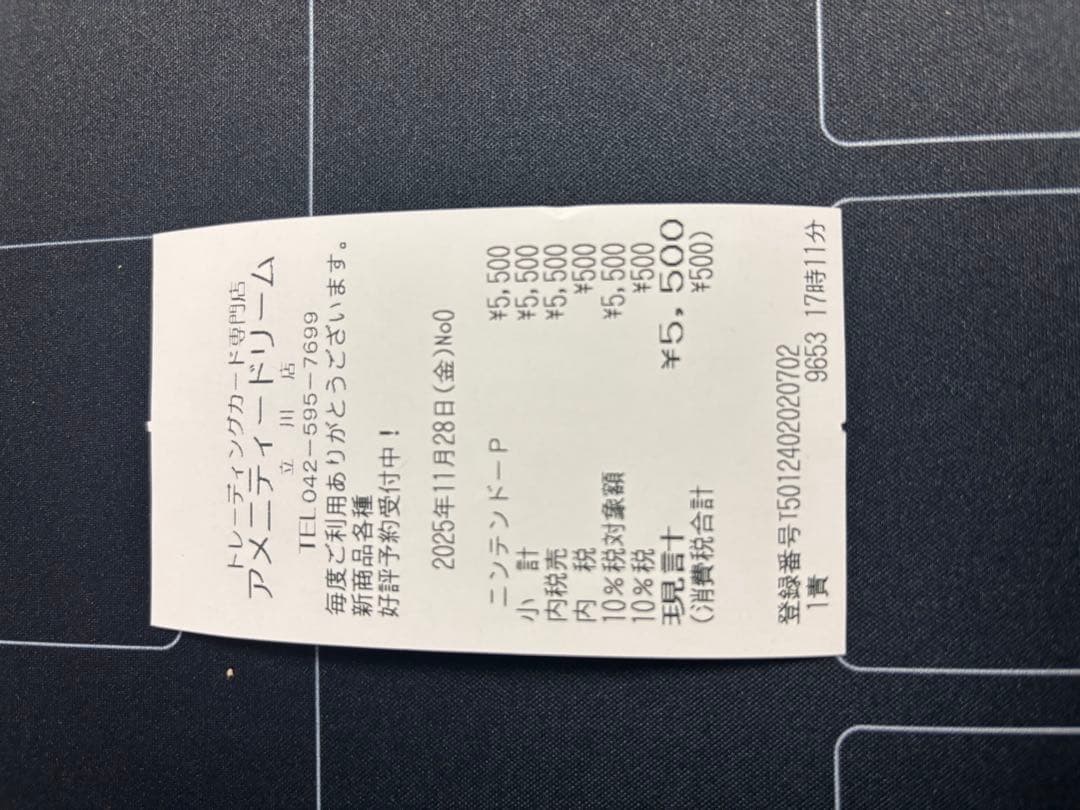 トレーディングカード専門店
アメニティードリーム
立川店
TEL042-595-7699
毎度ご利用ありがとうございます。
新商品各種
好評予約受付中!
2025年11月28日(金)No0
ニンテンドーP ¥5,500
小 計 ¥5,500
内税売 ¥5,500
内 税 ¥500
10%税対象額 ¥5,500
10%税 ¥500
現計 ¥5,500
(消費税合計 ¥500)
登録番号T5012402020702
1責 9653 17時11分